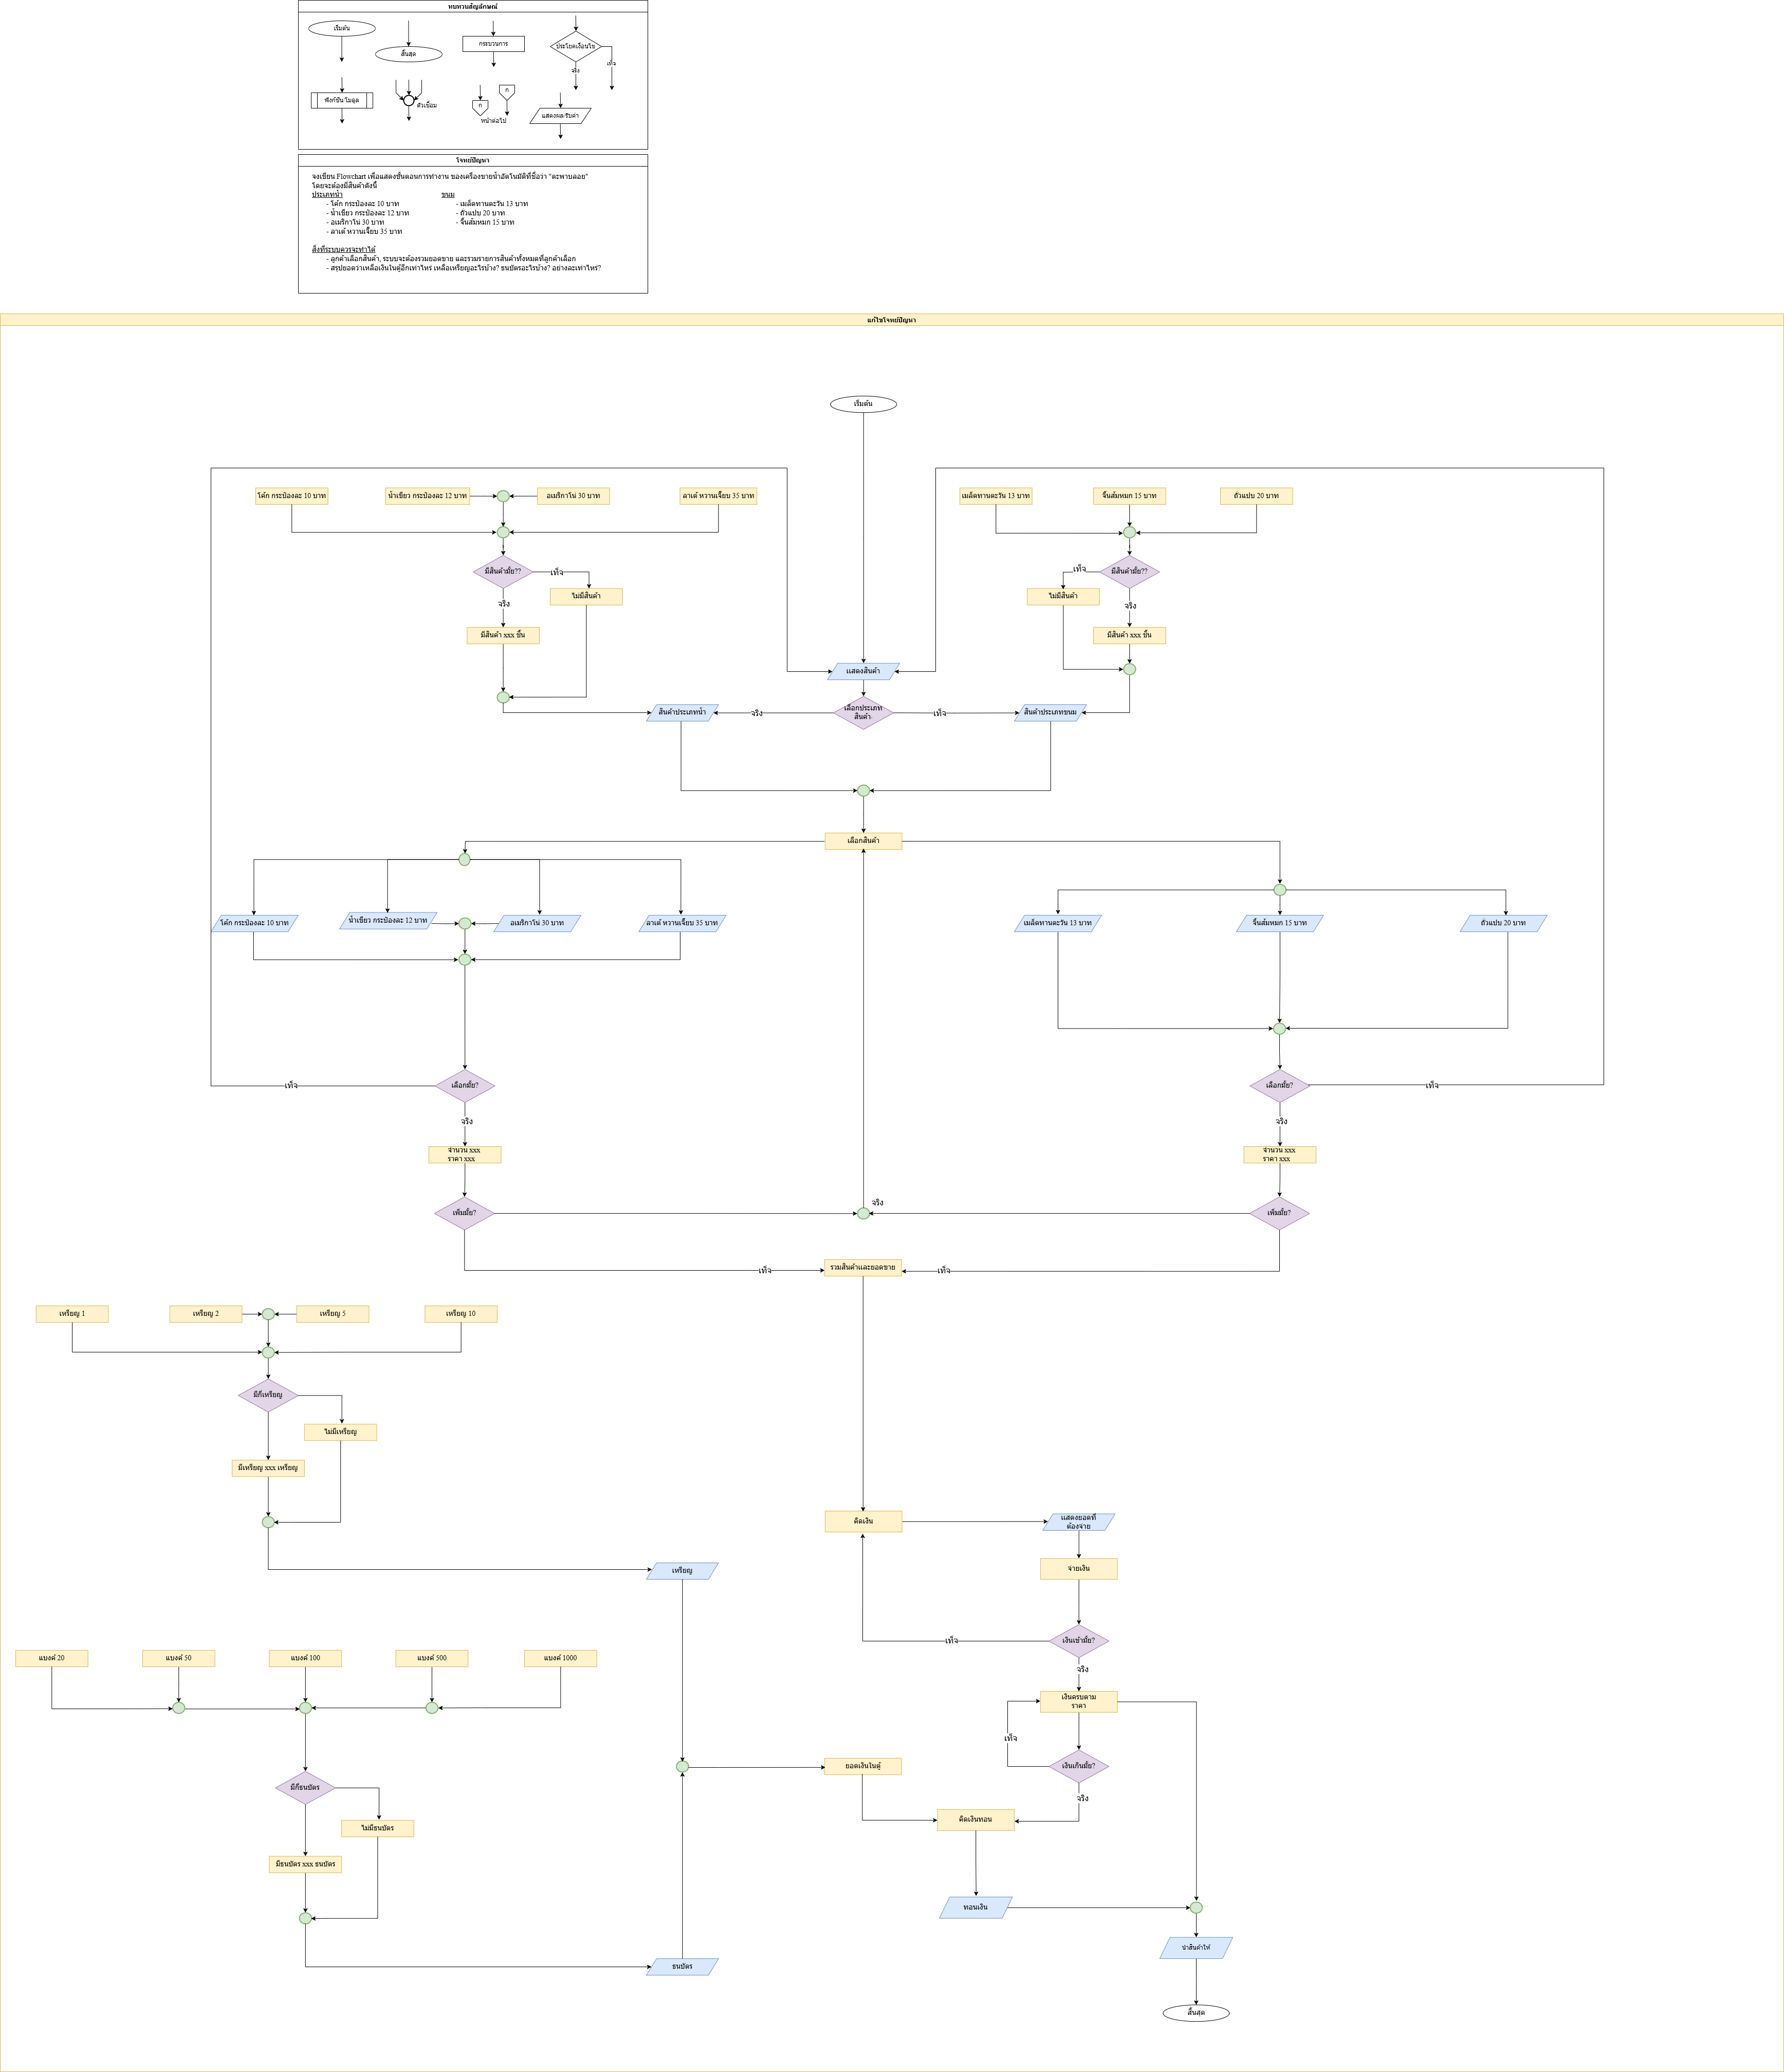 ทบทวนสัญลักษณ์
เริ่มต้น
สิ้นสุด
กระบวนการ
ประโยคเงื่อนไข
จริง
เท็จ
ฟังก์ชัน/โมดูล
ตัวเชื่อม
ก
ก
หน้าต่อไป
แสดงผล/รับค่า
โจทย์ปัญหา
จงเขียน Flowchart เพื่อแสดงขั้นตอนการทำงาน ของเครื่องขายน้ำอัตโนมัติที่ชื่อว่า "ตะพาบลอย"
โดยจะต้องมีสินค้าดังนี้
ประเภทน้ำ ขนม
- โค้ก กระป๋องละ 10 บาท - เมล็ดทานตะวัน 13 บาท
- น้ำเขียว กระป๋องละ 12 บาท - ถั่วแปบ 20 บาท
- อเมริกาโน่ 30 บาท - จิ้นส้มหมก 15 บาท
- ลาเต้ หวานเจี๊ยบ 35 บาท
สิ่งที่ระบบควรจะทำได้
- ลูกค้าเลือกสินค้า, ระบบจะต้องรวมยอดขาย และรวมรายการสินค้าทั้งหมดที่ลูกค้าเลือก
- สรุปยอดว่าเหลือเงินในตู้อีกเท่าไหร่ เหลือเหรียญอะไรบ้าง? ธนบัตรอะไรบ้าง? อย่างละเท่าไหร่?
แก้ไขโจทย์ปัญหา
เริ่มต้น
โค้ก กระป๋องละ 10 บาท
น้ำเขียว กระป๋องละ 12 บาท
อเมริกาโน่ 30 บาท
ลาเต้ หวานเจี๊ยบ 35 บาท
เมล็ดทานตะวัน 13 บาท
จิ้นส้มหมก 15 บาท
ถั่วแปบ 20 บาท
มีสินค้ามั้ย??
เท็จ
ไม่มีสินค้า
จริง
มีสินค้า xxx ชิ้น
มีสินค้ามั้ย??
เท็จ
ไม่มีสินค้า
จริง
มีสินค้า xxx ชิ้น
แสดงสินค้า
สินค้าประเภทน้ำ
จริง
เลือกประเภท
สินค้า
เท็จ
สินค้าประเภทขนม
เลือกสินค้า
โค้ก กระป๋องละ 10 บาท
น้ำเขียว กระป๋องละ 12 บาท
อเมริกาโน่ 30 บาท
ลาเต้ หวานเจี๊ยบ 35 บาท
เมล็ดทานตะวัน 13 บาท
จิ้นส้มหมก 15 บาท
ถั่วแปบ 20 บาท
เท็จ
เลือกมั้ย?
เลือกมั้ย?
เท็จ
จริง
จริง
จำนวน xxx
ราคา xxx
จำนวน xxx
ราคา xxx
เพิ่มมั้ย?
จริง
เพิ่มมั้ย?
เท็จ
รวมสินค้าและยอดขาย
เท็จ
เหรียญ 1
เหรียญ 2
เหรียญ 5
เหรียญ 10
มีกี่เหรียญ
ไม่มีเหรียญ
มีเหรียญ xxx เหรียญ
เหรียญ
คิดเงิน
แสดงยอดที่
ต้องจ่าย
จ่ายเงิน
เท็จ
เงินเข้ามั้ย?
จริง
เงินครบตาม
ราคา
เท็จ
เงินเกินมั้ย?
จริง
แบงค์ 20
แบงค์ 50
แบงค์ 100
แบงค์ 500
แบงค์ 1000
มีกี่ธนบัตร
ไม่มีธนบัตร
มีธนบัตร xxx ธนบัตร
ธนบัตร
ยอดเงินในตู้
คิดเงินทอน
ทอนเงิน
นำสินค้าให้
สิ้นสุด